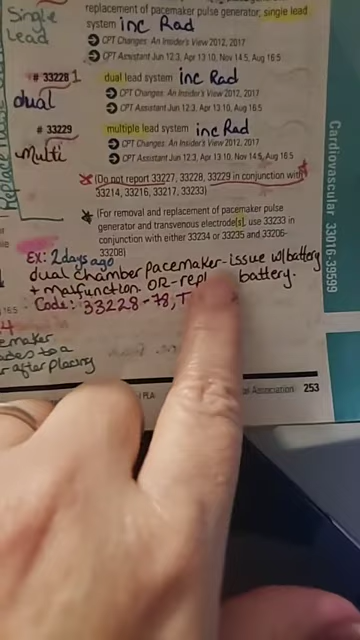 replacement of pacemaker pulse generator; single lead
system inc Rad
CPT Changes: An Insider's View 2012, 2017
CPT Assistant Jun 12:3, Apr 13:10, Nov 14:5, Aug 16:5
Single
Lead
# 33228 dual lead system inc Rad
CPT Changes: An Insider's View 2012, 2017
CPT Assistant Jun 12:3, Apr 13:10, Nov 14:5, Aug 16:5
dual
# 33229 multiple lead system inc Rad
CPT Changes: An Insider's View 2012, 2017
CPT Assistant Jun 12:3, Apr 13:10, Nov 14:5, Aug 16:5
Multi
(Do not report 33227, 33228, 33229 in conjunction with
33214, 33216, 33217, 33233)
(For removal and replacement of pacemaker pulse
generator and transvenous electrode[s], use 33233 in
conjunction with either 33234 or 33235 and 33206-
33208)
EX: 2 days ago
dual chamber pacemaker-issue w/battery
+ malfunction OR-repl battery.
Code: 33228-78, T
after placing
Association 253
Cardiovascular 33016-39599